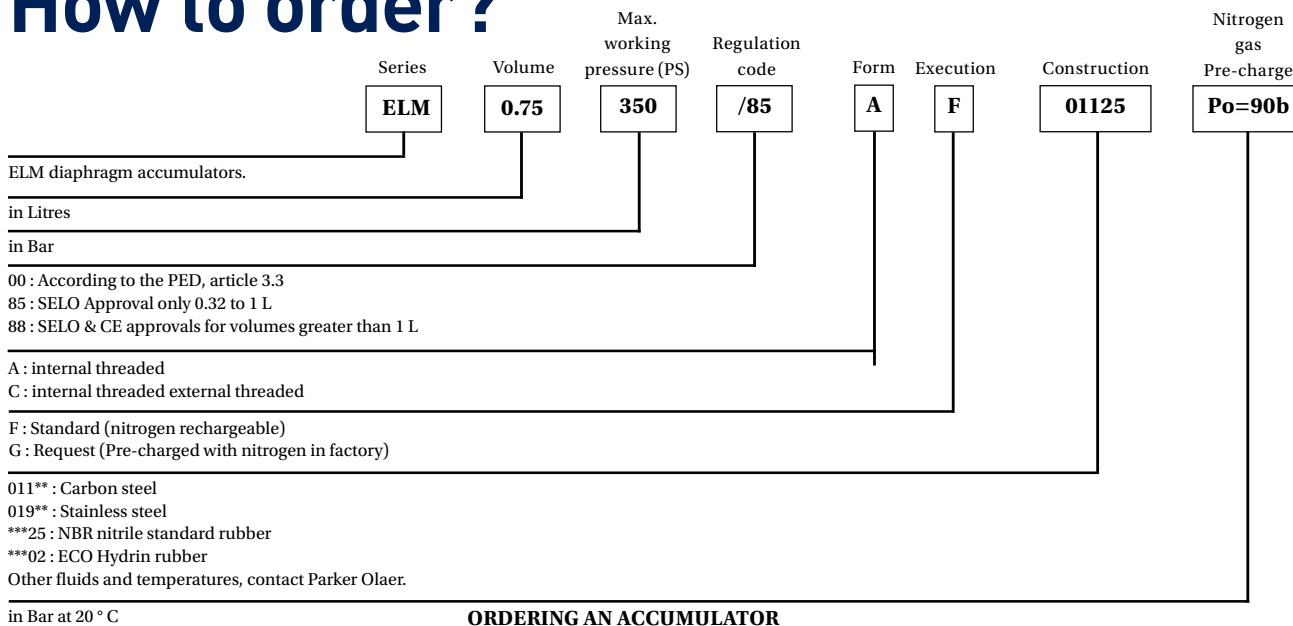 How to order?
Max.
working
pressure (PS)
Regulation
code
Nitrogen
gas
Pre-charge
Series
Volume
Form
Execution
Construction
ELM
0.75
350
/85
A
F
01125
Po=90b
ELM diaphragm accumulators.
in Litres
in Bar
00 : According to the PED, article 3.3
85 : SELO Approval only 0.32 to 1 L
88 : SELO & CE approvals for volumes greater than 1 L
A : internal threaded
C : internal threaded external threaded
F : Standard (nitrogen rechargeable)
G : Request (Pre-charged with nitrogen in factory)
011** : Carbon steel
019** : Stainless steel
***25 : NBR nitrile standard rubber
***02 : ECO Hydrin rubber
Other fluids and temperatures, contact Parker Olaer.
in Bar at 20 ° C
ORDERING AN ACCUMULATOR